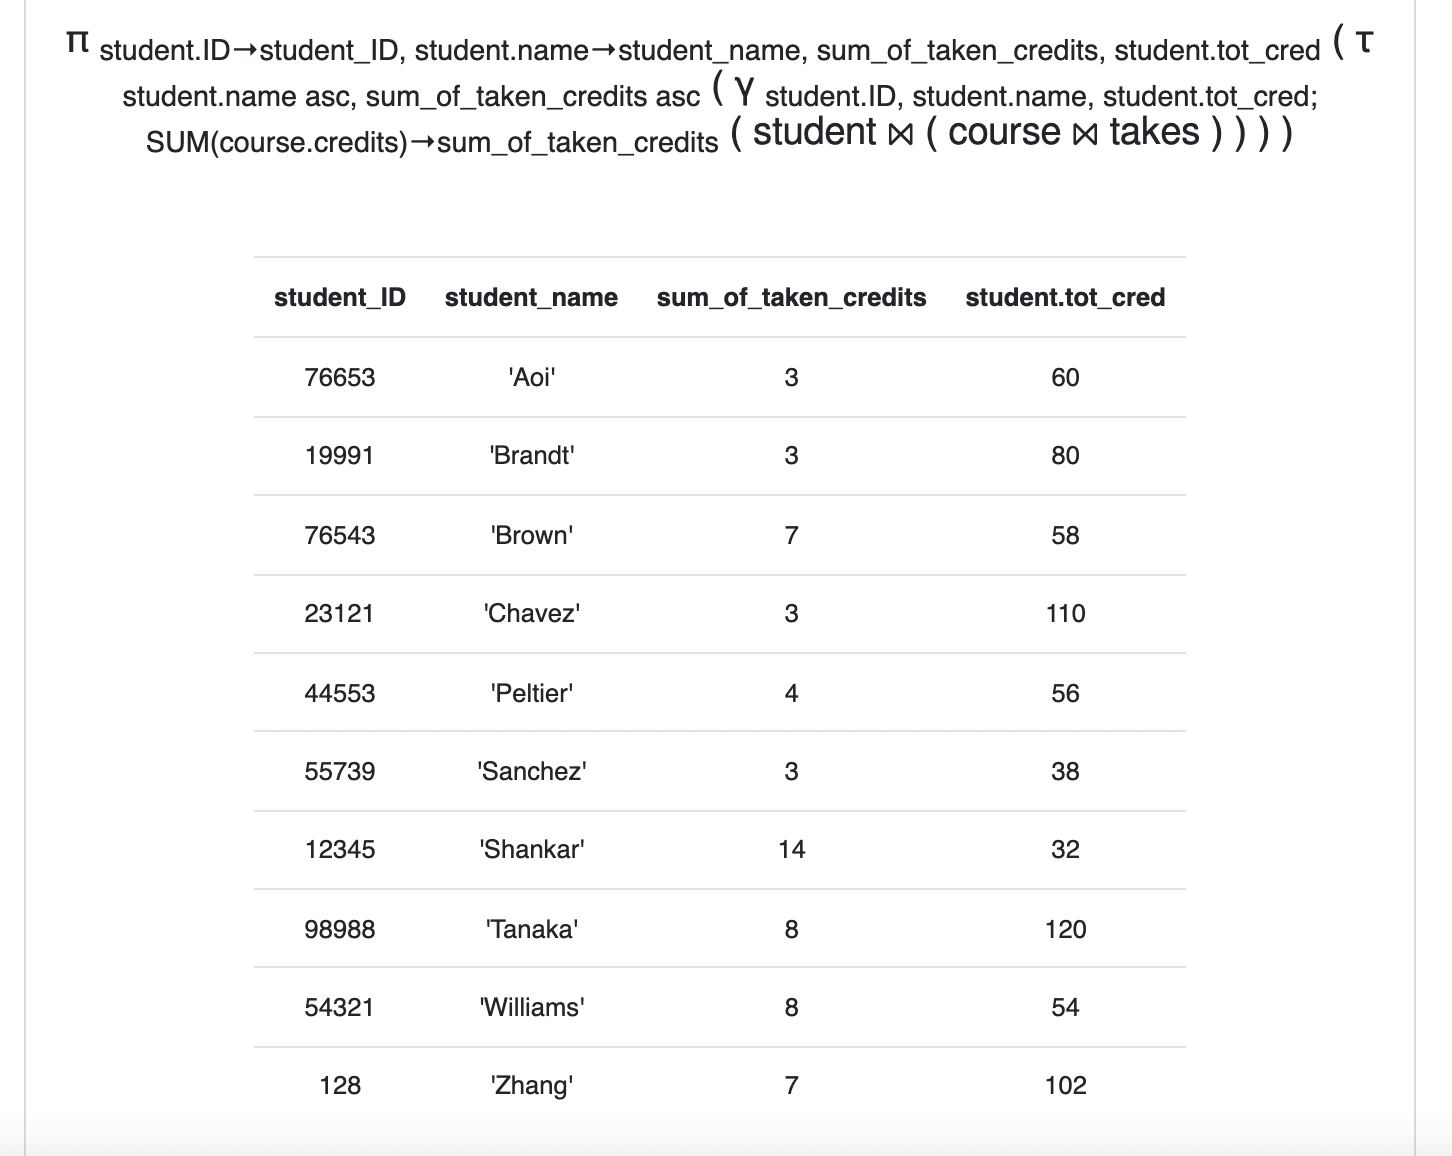 π student.ID→student_ID, student.name→student_name, sum_of_taken_credits, student.tot_cred ( τ
student.name asc, sum_of_taken_credits asc ( γ student.ID, student.name, student.tot_cred;
SUM(course.credits)→sum_of_taken_credits ( student ⋈ ( course ⋈ takes ) ) ) )
student_ID student_name sum_of_taken_credits student.tot_cred
76653 'Aoi' 3 60
19991 'Brandt' 3 80
76543 'Brown' 7 58
23121 'Chavez' 3 110
44553 'Peltier' 4 56
55739 'Sanchez' 3 38
12345 'Shankar' 14 32
98988 'Tanaka' 8 120
54321 'Williams' 8 54
128 'Zhang' 7 102